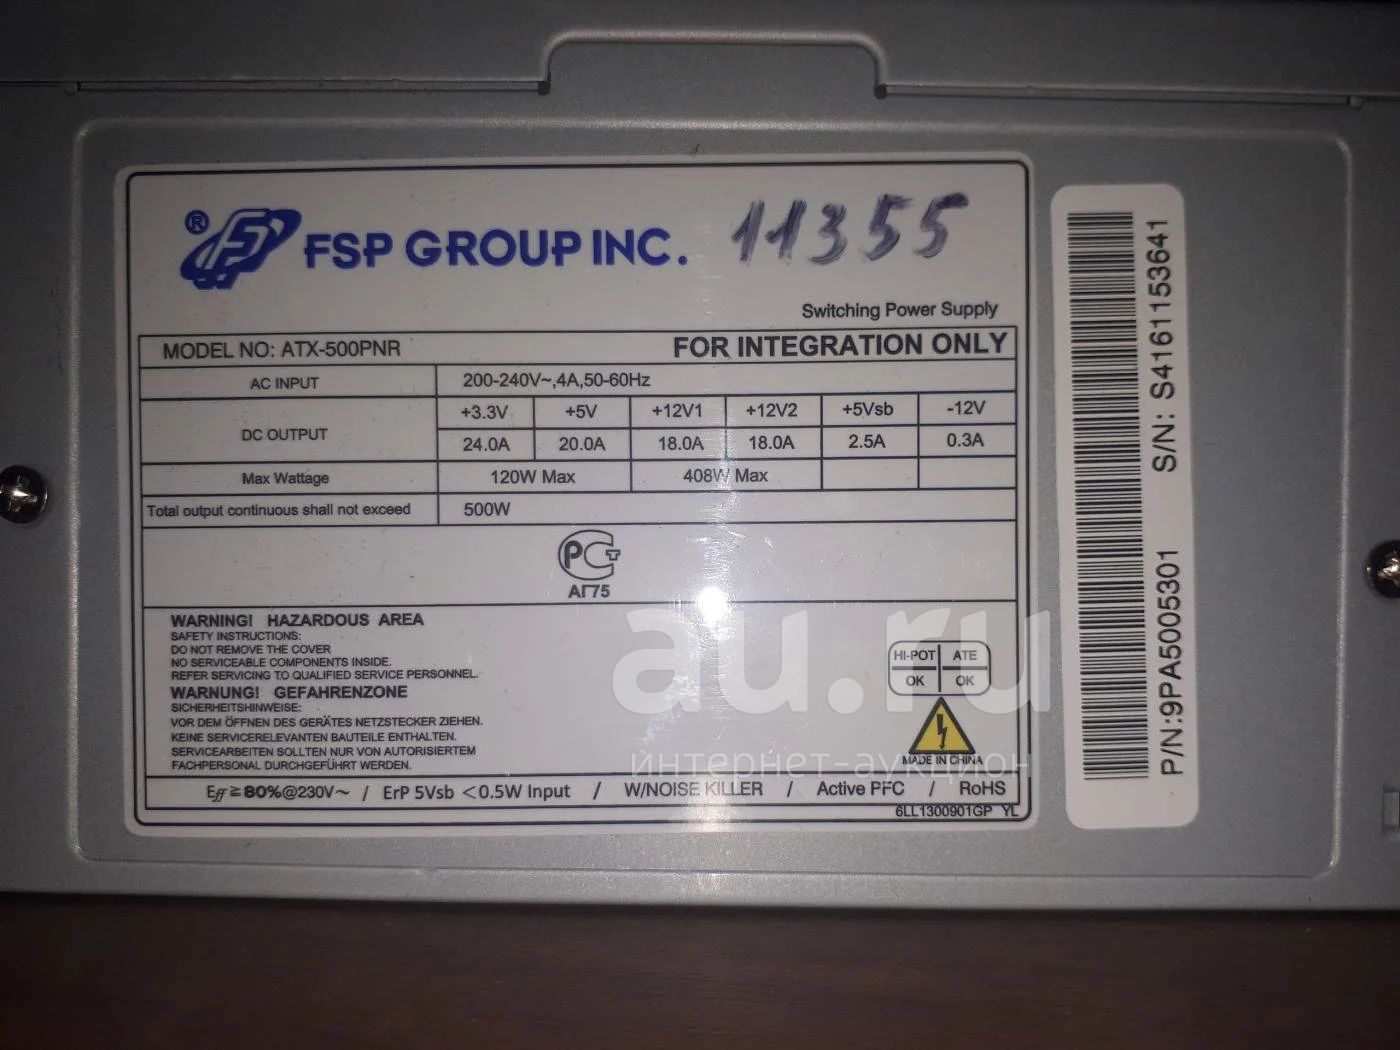 ® FSP GROUP INC. 11355
Switching Power Supply
MODEL NO: ATX-500PNR FOR INTEGRATION ONLY
AC INPUT 200-240V~,4A,50-60Hz
DC OUTPUT +3.3V +5V +12V1 +12V2 +5Vsb -12V
24.0A 20.0A 18.0A 18.0A 2.5A 0.3A
Max Wattage 120W Max 408W Max
Total output continuous shall not exceed 500W
РСТ
АГ75
WARNING! HAZARDOUS AREA
SAFETY INSTRUCTIONS:
DO NOT REMOVE THE COVER
NO SERVICEABLE COMPONENTS INSIDE.
REFER SERVICING TO QUALIFIED SERVICE PERSONNEL.
WARNUNG! GEFAHRENZONE
SICHERHEITSHINWEISE:
VOR DEM ÖFFNEN DES GERÄTES NETZSTECKER ZIEHEN.
KEINE SERVICERELEVANTEN BAUTEILE ENTHALTEN.
SERVICEARBEITEN SOLLTEN NUR VON AUTORISIERTEM
FACHPERSONAL DURCHGEFÜHRT WERDEN.
HI-POT ATE
OK OK
MADE IN CHINA
Eff≧80%@230V~ / ErP 5Vsb <0.5W Input / W/NOISE KILLER / Active PFC / RoHS
6LL1300901GP YL
P/N:9PA5005301 S/N: S4161153641
au.ru
интернет-аукцион